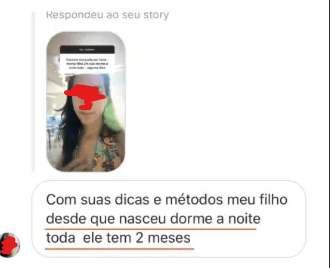 Respondeu ao seu story
Com suas dicas e métodos meu filho
desde que nasceu dorme a noite
toda ele tem 2 meses